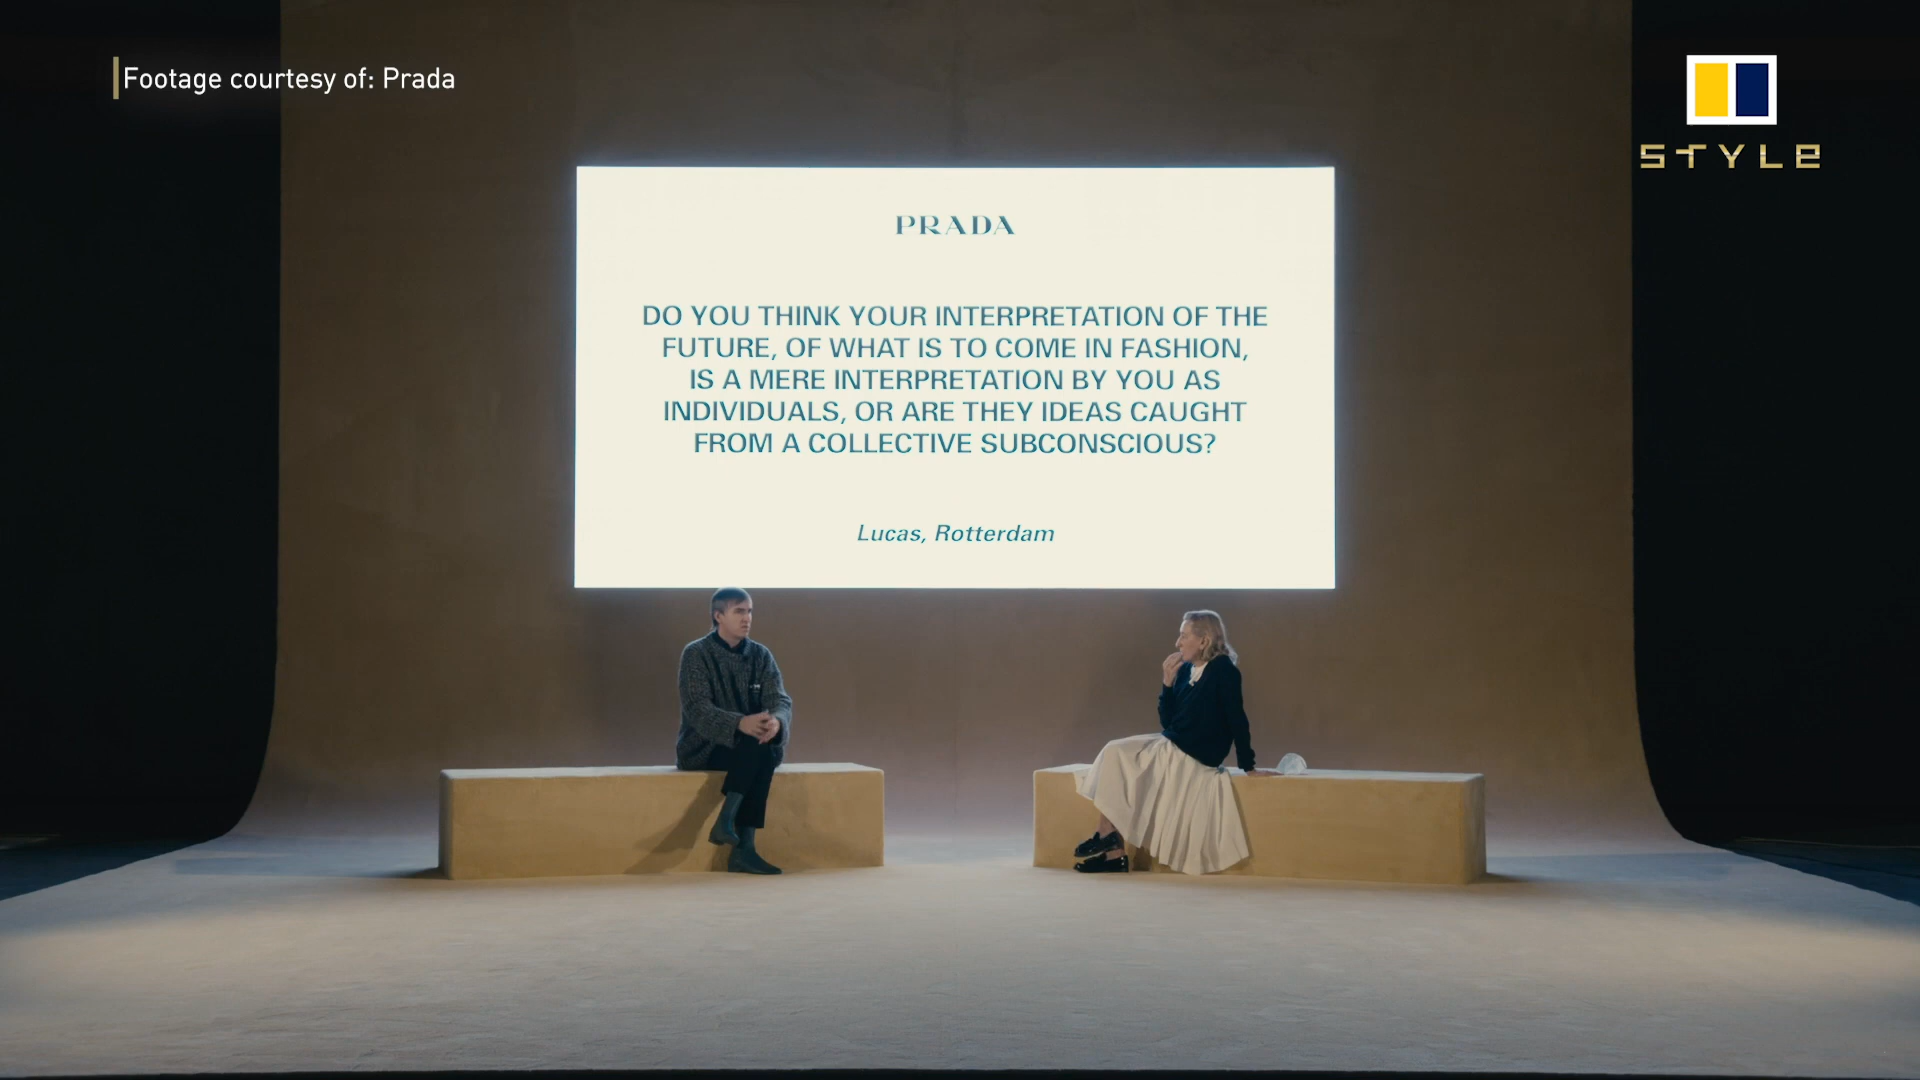 Footage courtesy of: Prada
STYLE
PRADA
DO YOU THINK YOUR INTERPRETATION OF THE
FUTURE, OF WHAT IS TO COME IN FASHION,
IS A MERE INTERPRETATION BY YOU AS
INDIVIDUALS, OR ARE THEY IDEAS CAUGHT
FROM A COLLECTIVE SUBCONSCIOUS?
Lucas, Rotterdam